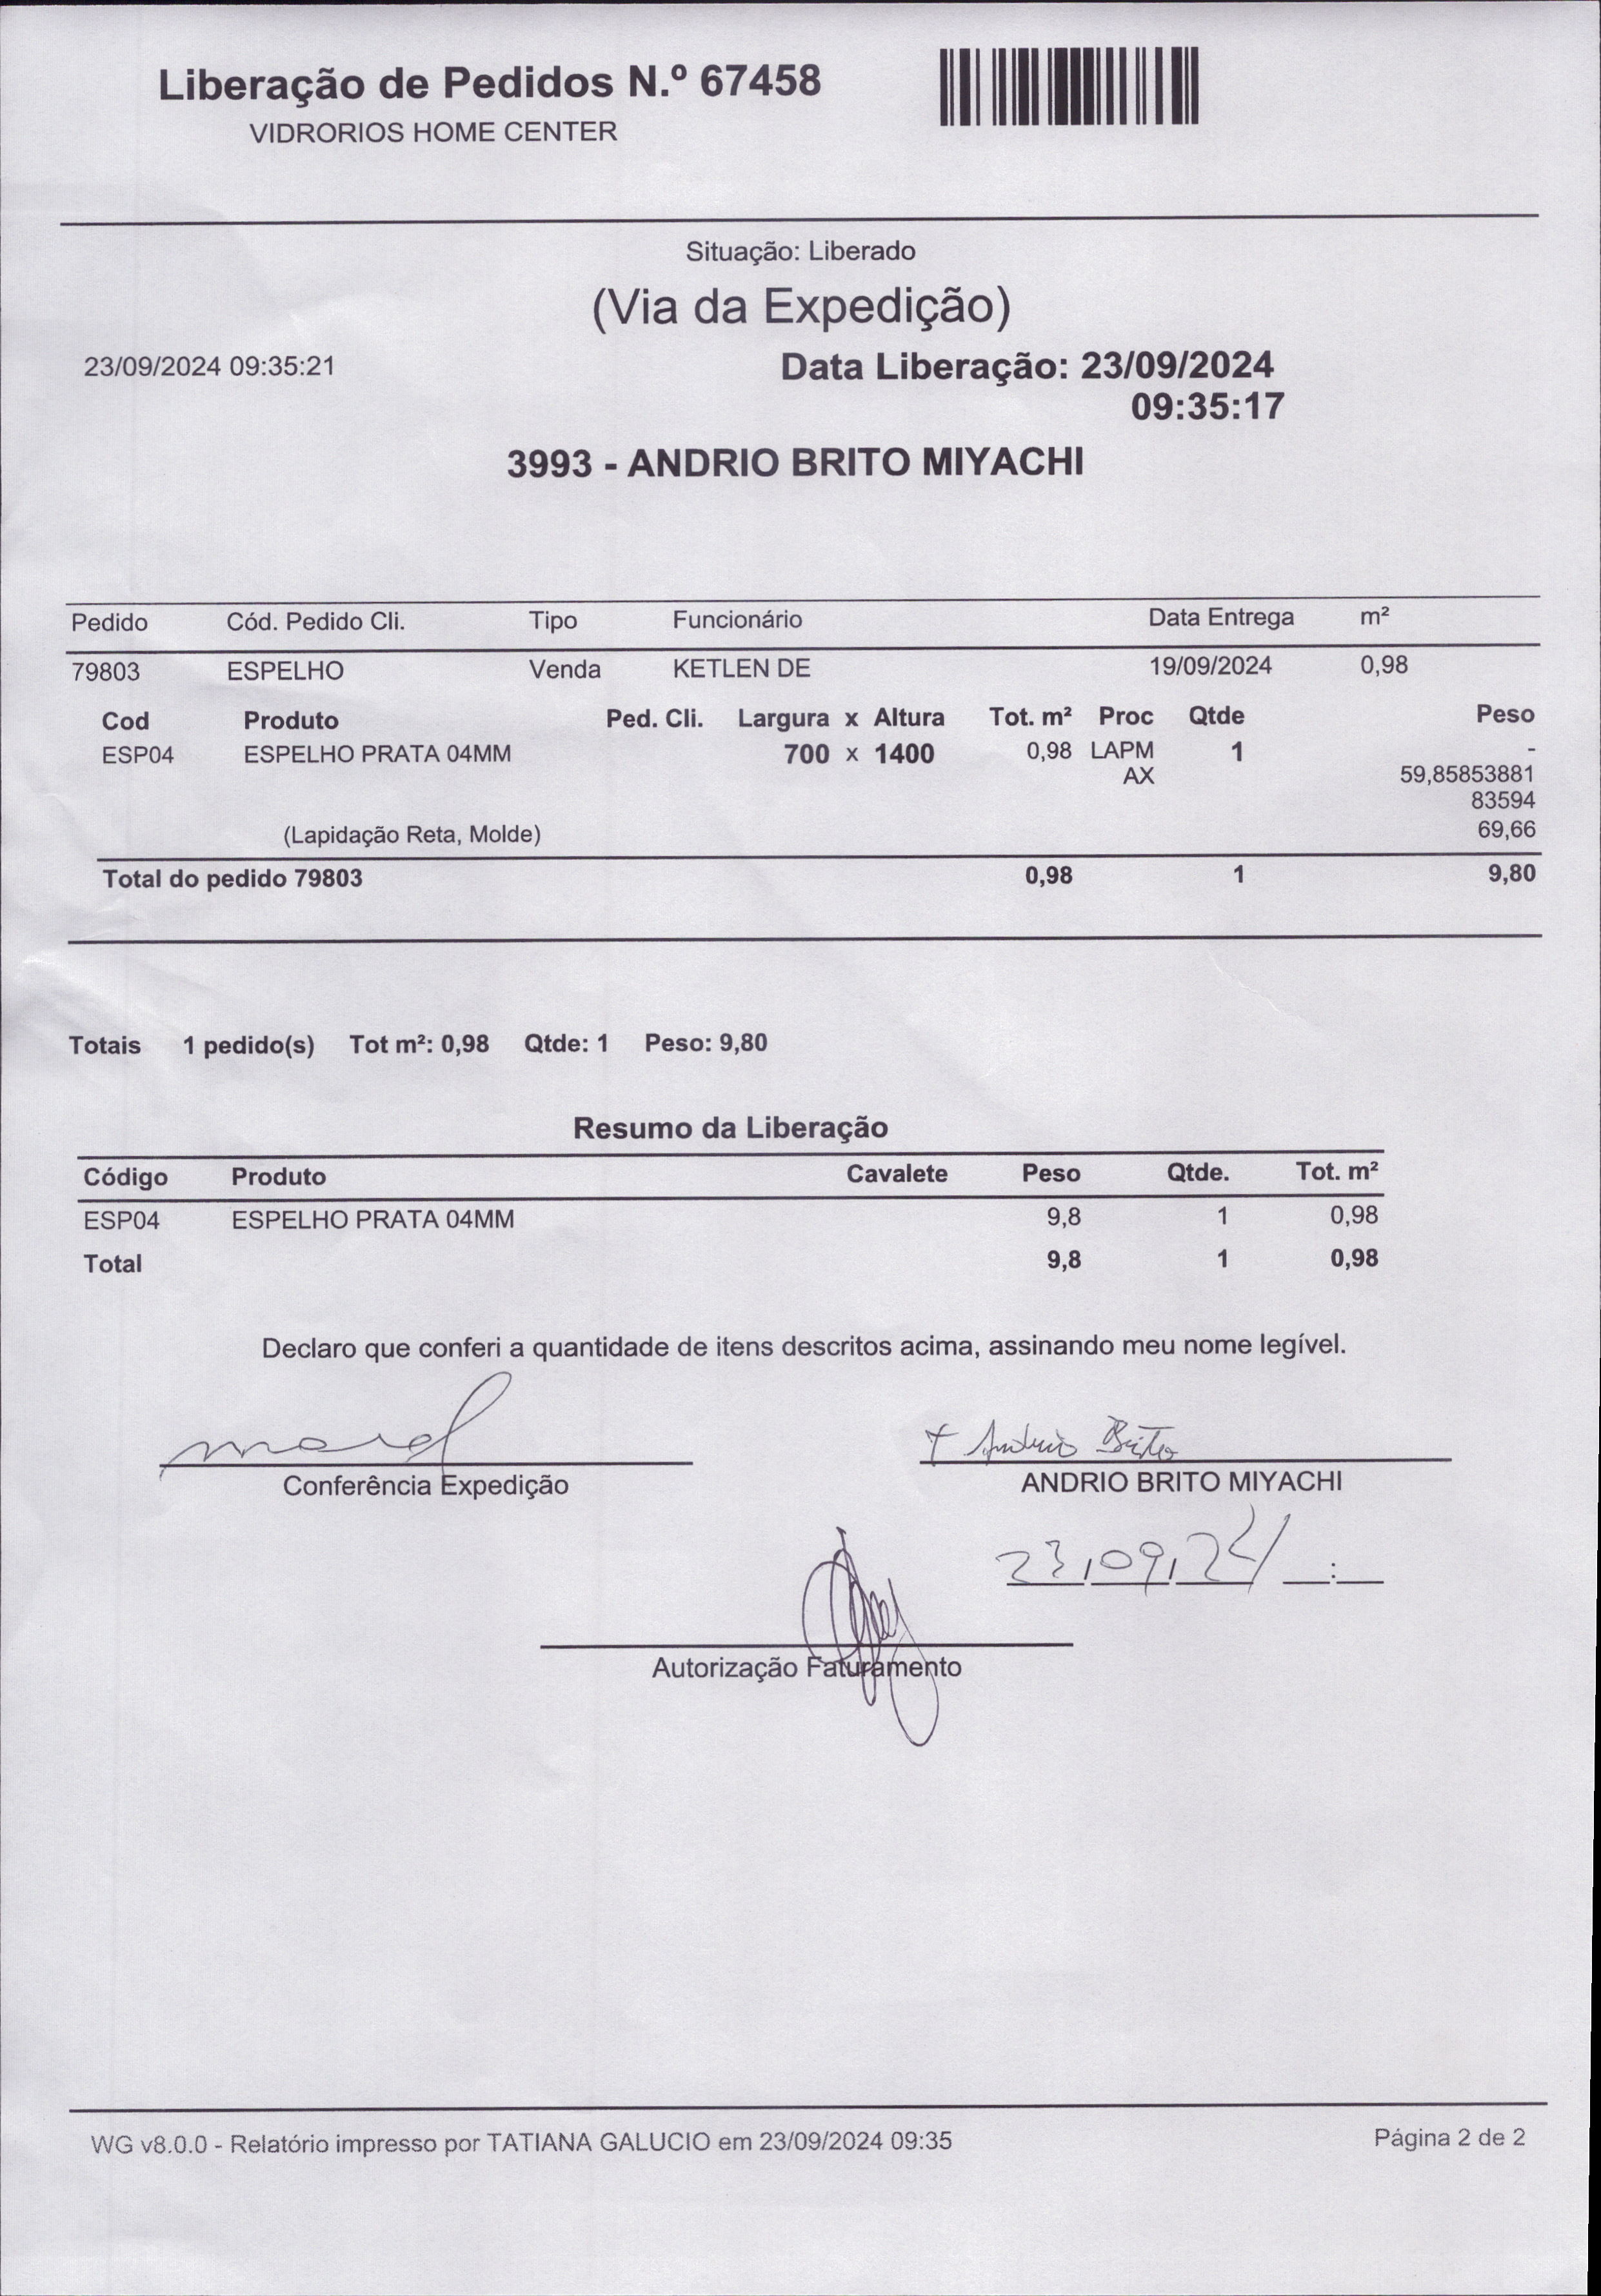 Liberação de Pedidos N.º 67458
VIDRORIOS HOME CENTER
Situação: Liberado
(Via da Expedição)
23/09/2024 09:35:21
Data Liberação: 23/09/2024
09:35:17
3993 - ANDRIO BRITO MIYACHI
Pedido Cód. Pedido Cli. Tipo Funcionário Data Entrega m²
79803 ESPELHO Venda KETLEN DE 19/09/2024 0,98
Cod Produto Ped. Cli. Largura x Altura Tot. m² Proc Qtde Peso
ESP04 ESPELHO PRATA 04MM 700 x 1400 0,98 LAPM 1 -
AX 59,85853881
83594
(Lapidação Reta, Molde) 69,66
Total do pedido 79803 0,98 1 9,80
Totais 1 pedido(s) Tot m²: 0,98 Qtde: 1 Peso: 9,80
Resumo da Liberação
Código Produto Cavalete Peso Qtde. Tot. m²
ESP04 ESPELHO PRATA 04MM 9,8 1 0,98
Total 9,8 1 0,98
Declaro que conferi a quantidade de itens descritos acima, assinando meu nome legível.
Andrio Brito
Conferência Expedição ANDRIO BRITO MIYACHI
23/09/24 __:__
Autorização Faturamento
WG v8.0.0 - Relatório impresso por TATIANA GALUCIO em 23/09/2024 09:35 Página 2 de 2